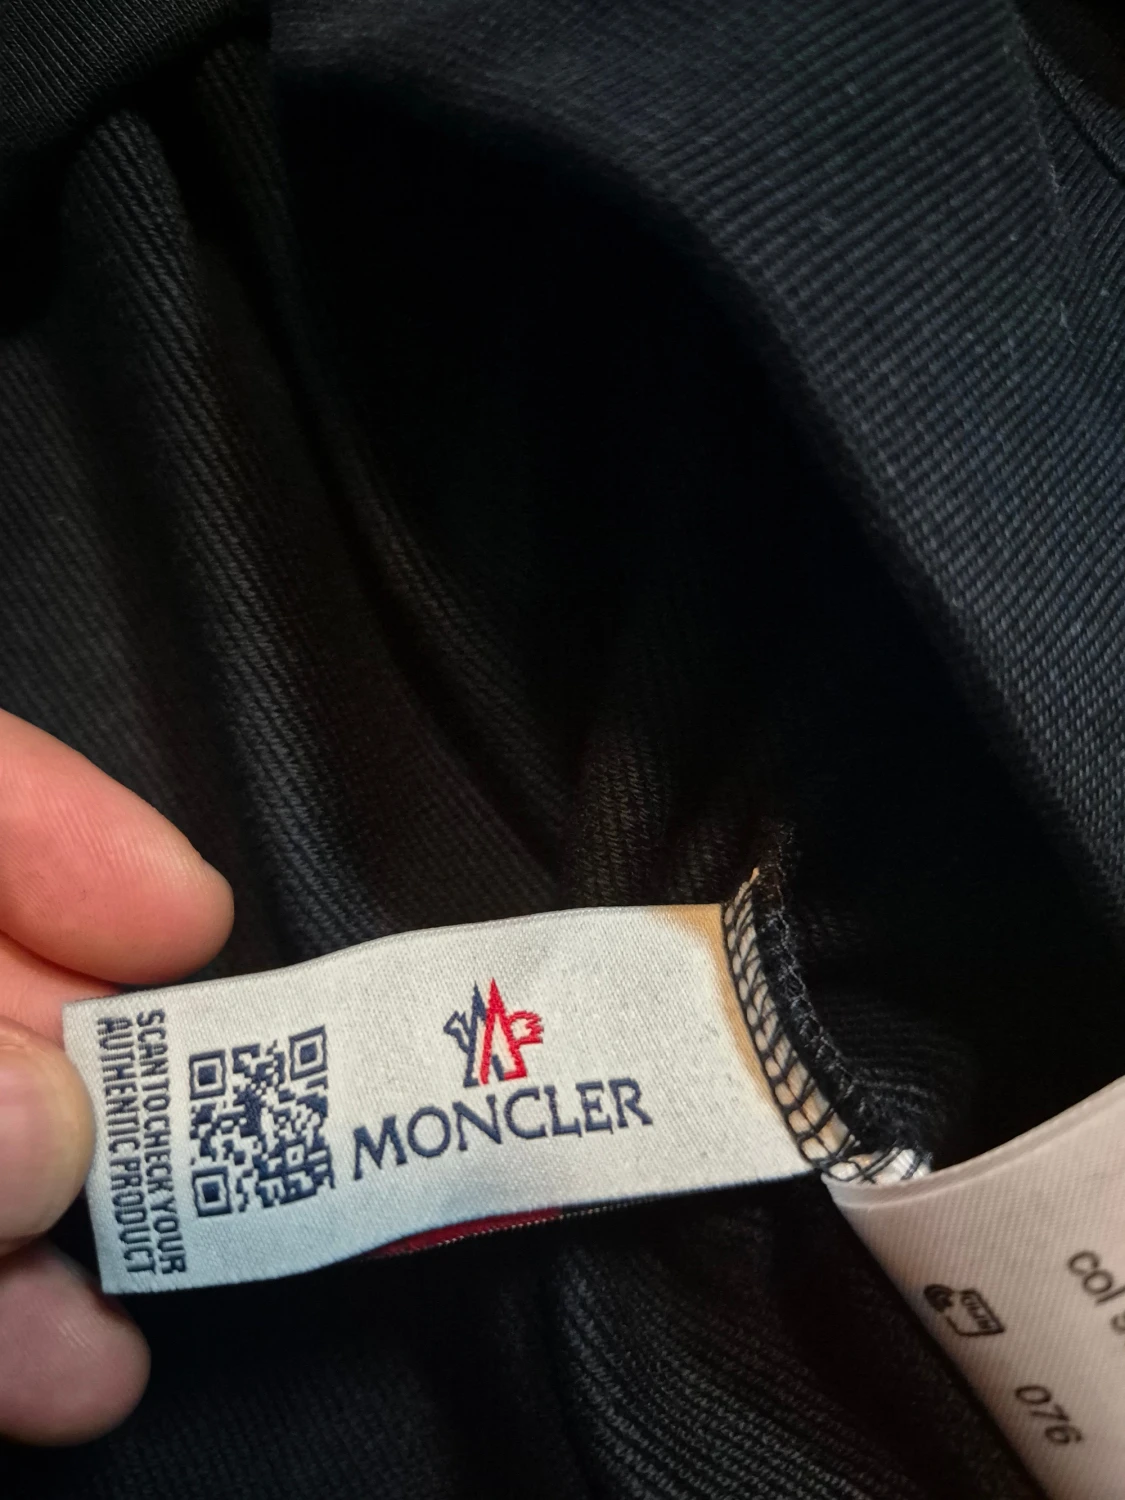 SCAN TO CHECK YOUR
AUTHENTIC PRODUCT
MONCLER
col
076